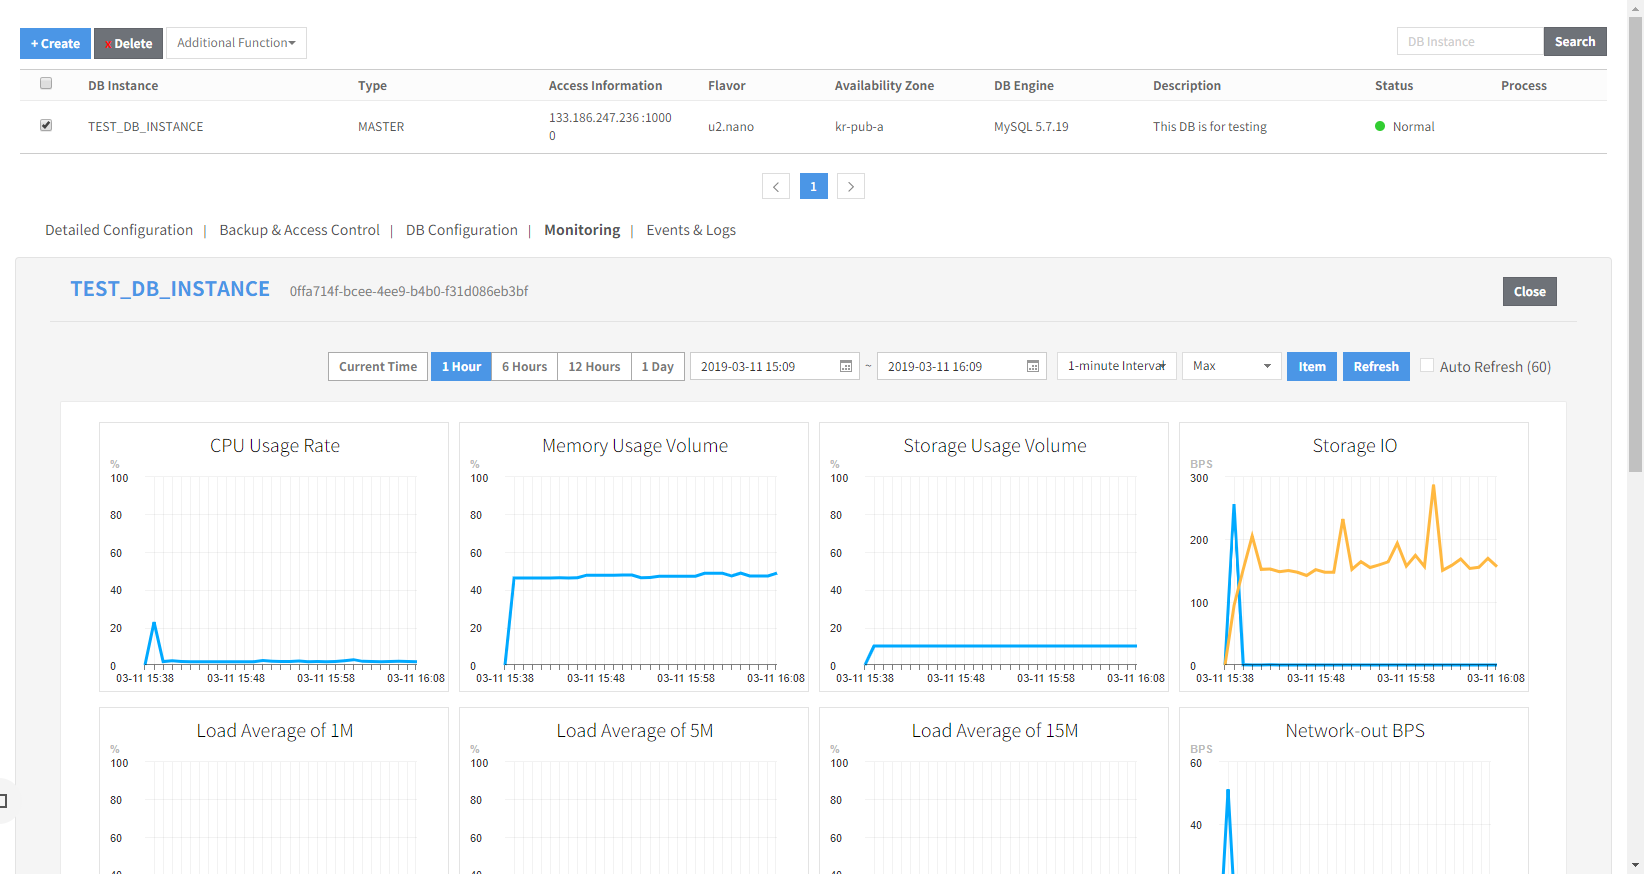 + Create x Delete Additional Function DB Instance Search
DB Instance Type Access Information Flavor Availability Zone DB Engine Description Status Process
TEST_DB_INSTANCE MASTER 133.186.247.236 :1000 u2.nano kr-pub-a MySQL 5.7.19 This DB is for testing Normal
0
1
Detailed Configuration | Backup & Access Control | DB Configuration | Monitoring | Events & Logs
TEST_DB_INSTANCE 0ffa714f-bcee-4ee9-b4b0-f31d086eb3bf Close
Current Time 1 Hour 6 Hours 12 Hours 1 Day 2019-03-11 15:09 ~ 2019-03-11 16:09 1-minute Interval Max Item Refresh Auto Refresh (60)
CPU Usage Rate Memory Usage Volume Storage Usage Volume Storage IO
% % % BPS
100 100 100 300
80 80 80
60 60 60 200
40 40 40
20 20 20 100
0 0 0 0
03-11 15:38 03-11 15:48 03-11 15:58 03-11 16:08 03-11 15:38 03-11 15:48 03-11 15:58 03-11 16:08 03-11 15:38 03-11 15:48 03-11 15:58 03-11 16:08 03-11 15:38 03-11 15:48 03-11 15:58 03-11 16:08
Load Average of 1M Load Average of 5M Load Average of 15M Network-out BPS
% % % BPS
100 100 100 60
80 80 80
60 60 60 40
40 40 40